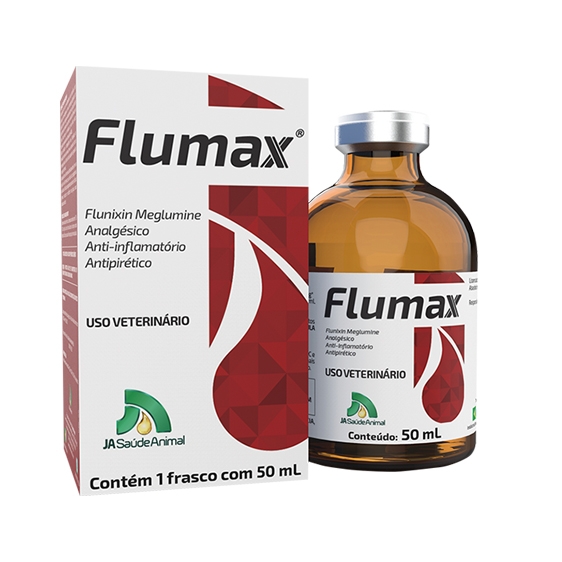 Flumax®
Flunixin Meglumine
Analgésico
Anti-inflamatório
Antipirético
USO VETERINÁRIO
JA Saúde Animal
Contém 1 frasco com 50 mL
Flumax
Flunixin Meglumine
Analgésico
Anti-Inflamatório
Antipirético
USO VETERINÁRIO
JA Saúde Animal
Conteúdo: 50 mL